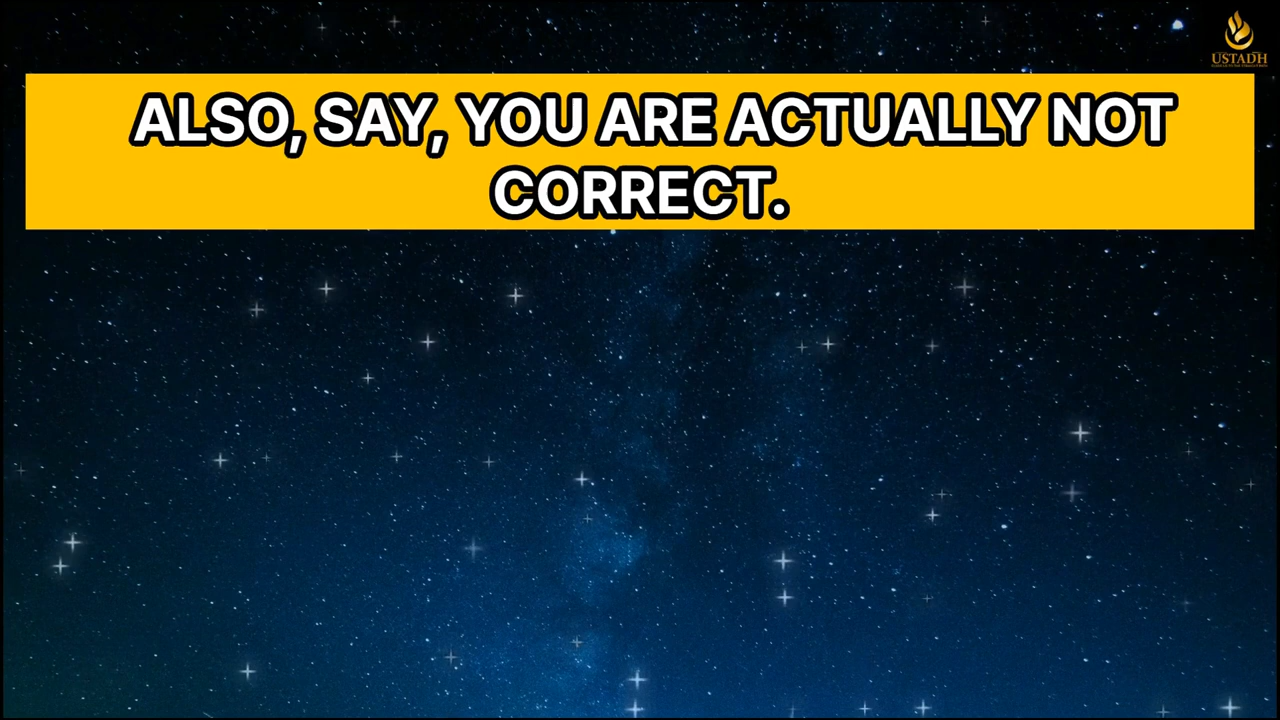 USTADH
ALSO, SAY, YOU ARE ACTUALLY NOT
CORRECT.